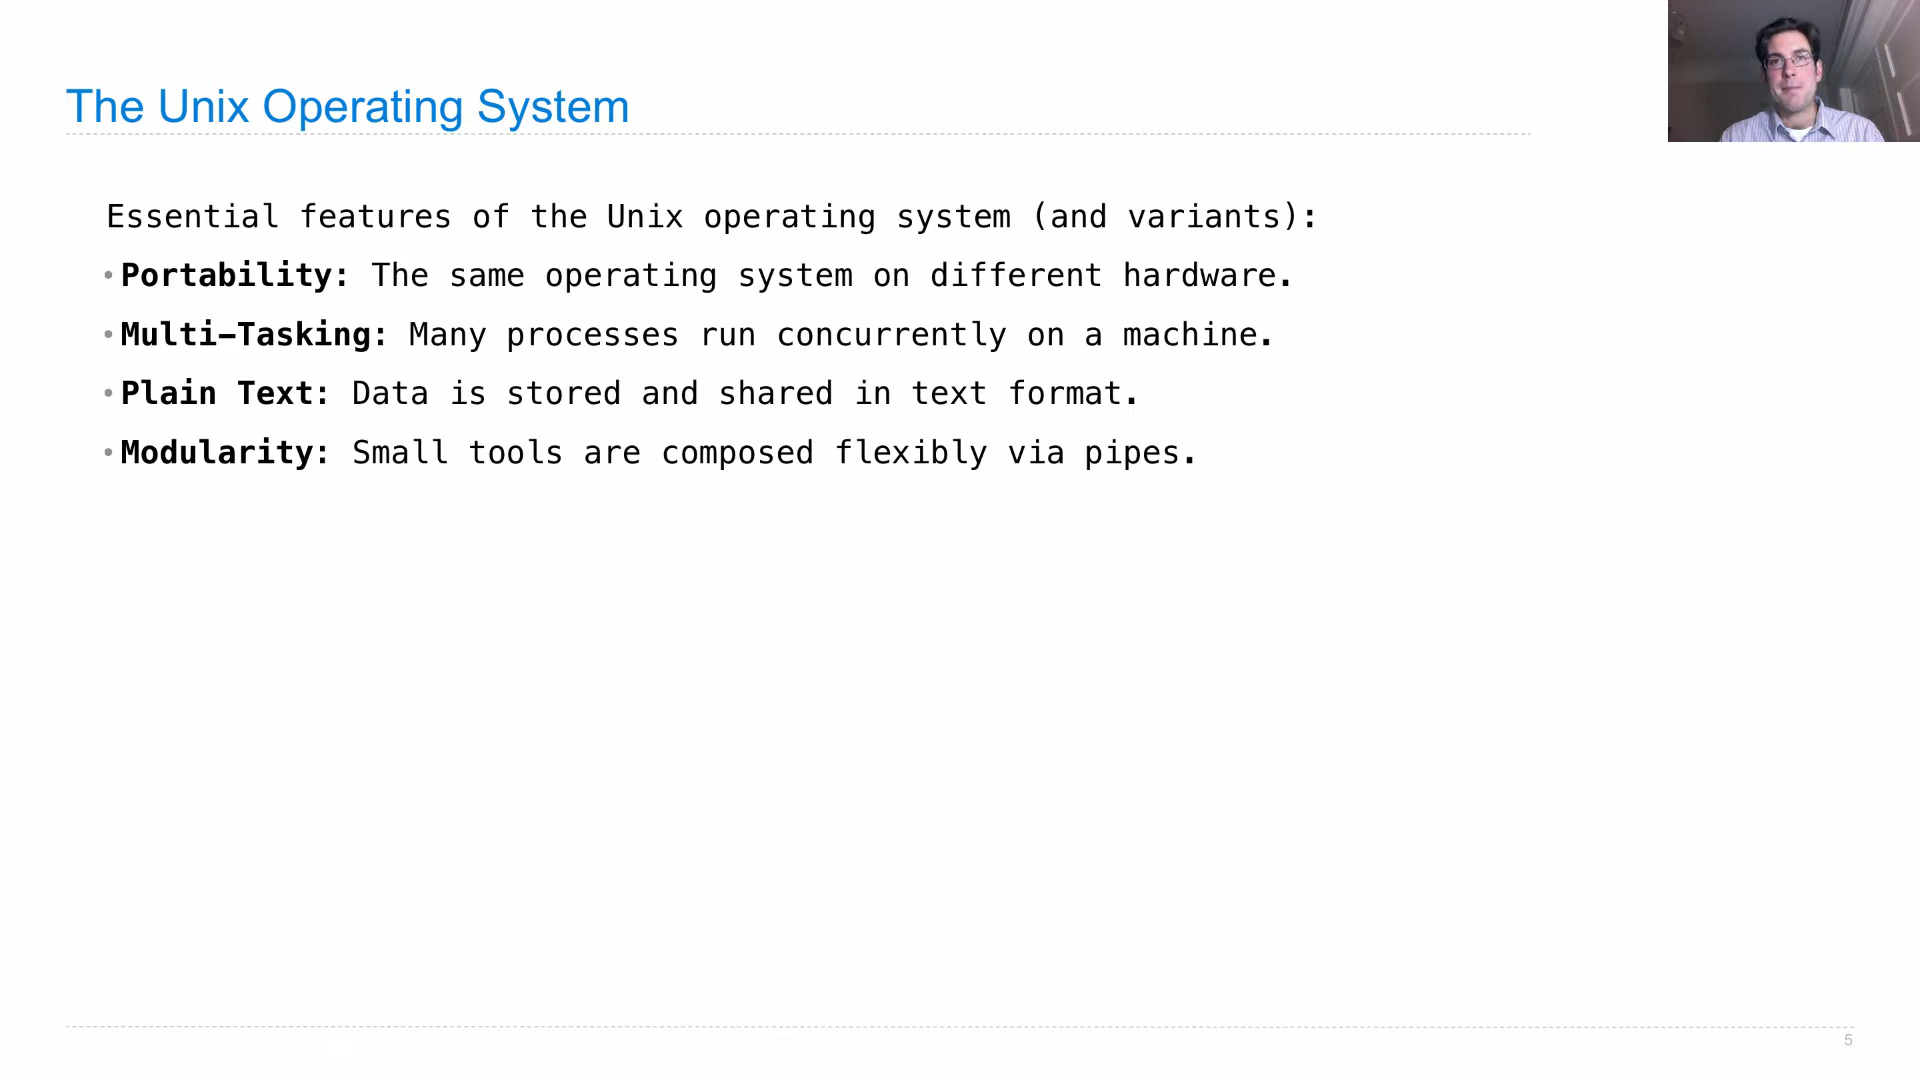 The Unix Operating System
Essential features of the Unix operating system (and variants):
• Portability: The same operating system on different hardware.
• Multi-Tasking: Many processes run concurrently on a machine.
• Plain Text: Data is stored and shared in text format.
• Modularity: Small tools are composed flexibly via pipes.
5